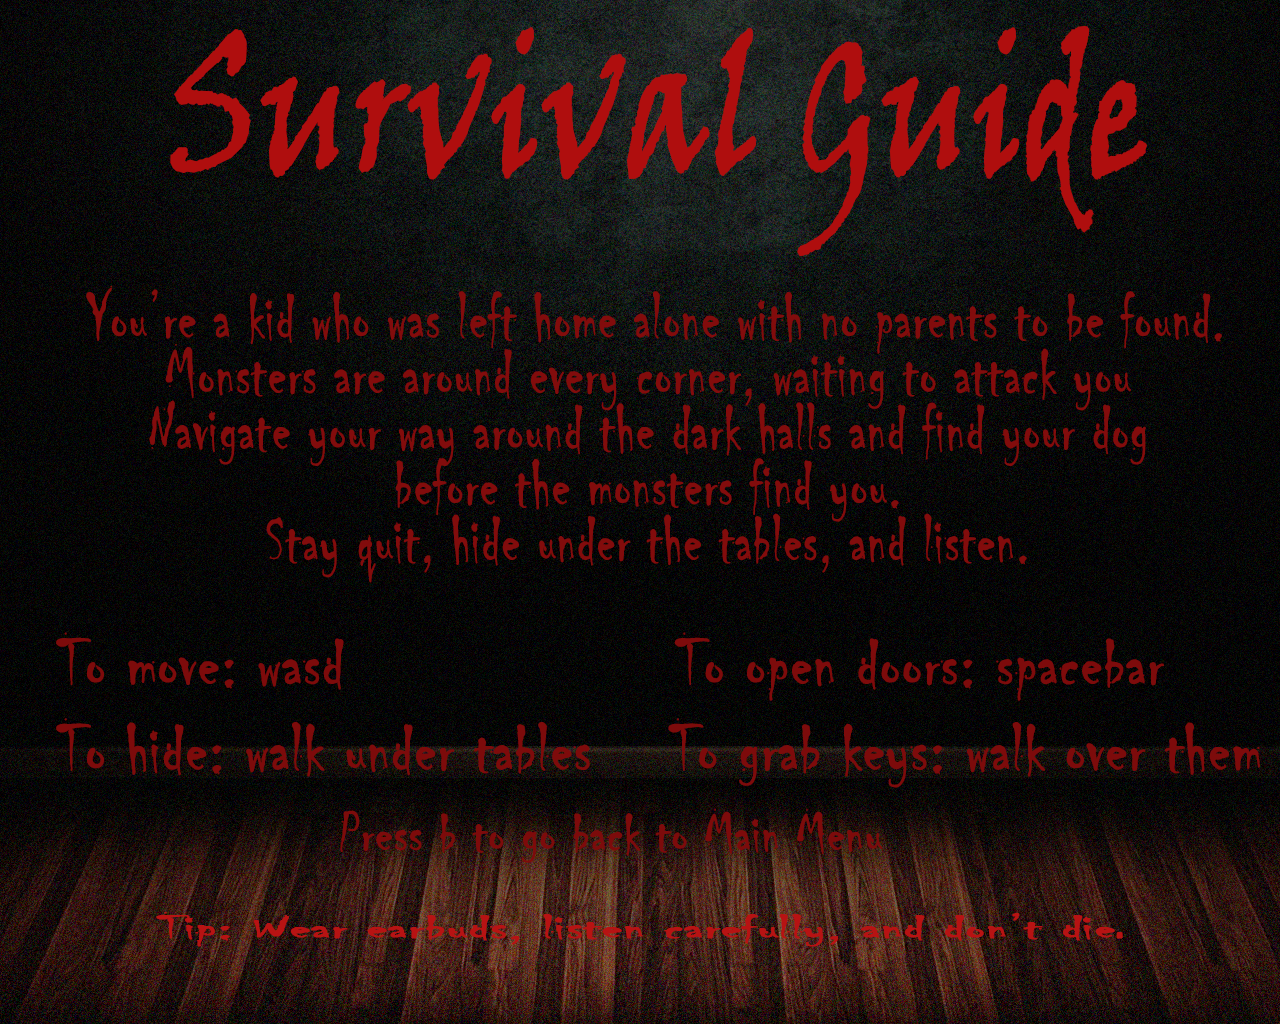 Survival Guide
You're a kid who was left home alone with no parents to be found.
Monsters are around every corner, waiting to attack you
Navigate your way around the dark halls and find your dog
before the monsters find you.
Stay quit, hide under the tables, and listen.
To move: wasd
To open doors: spacebar
To hide: walk under tables
To grab keys: walk over them
Press b to go back to Main Menu
Tip: Wear earbuds, listen carefully, and don't die.